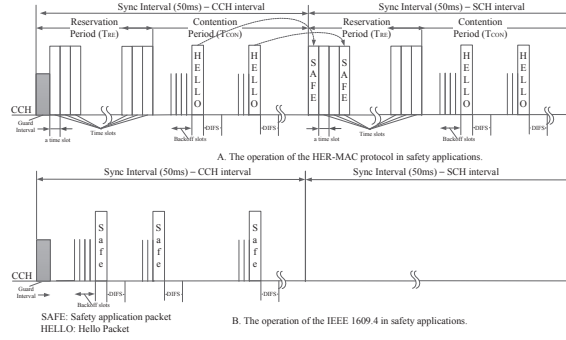 Sync Interval (50ms) – CCH interval
Sync Interval (50ms) – SCH interval
Reservation Period (TRE)
Contention Period (TCON)
Reservation Period (TRE)
Contention Period (TCON)
HELLO
HELLO
SAFE
SAFE
HELLO
HELLO
CCH
Guard Interval
a time slot
Time slots
Backoff slots
DIFS
DIFS
a time slot
Time slots
Backoff slots
DIFS
DIFS
A. The operation of the HER-MAC protocol in safety applications.
Sync Interval (50ms) – CCH interval
Sync Interval (50ms) – SCH interval
Safe
Safe
Safe
CCH
Guard Interval
Backoff slots
DIFS
DIFS
DIFS
SAFE: Safety application packet
HELLO: Hello Packet
B. The operation of the IEEE 1609.4 in safety applications.